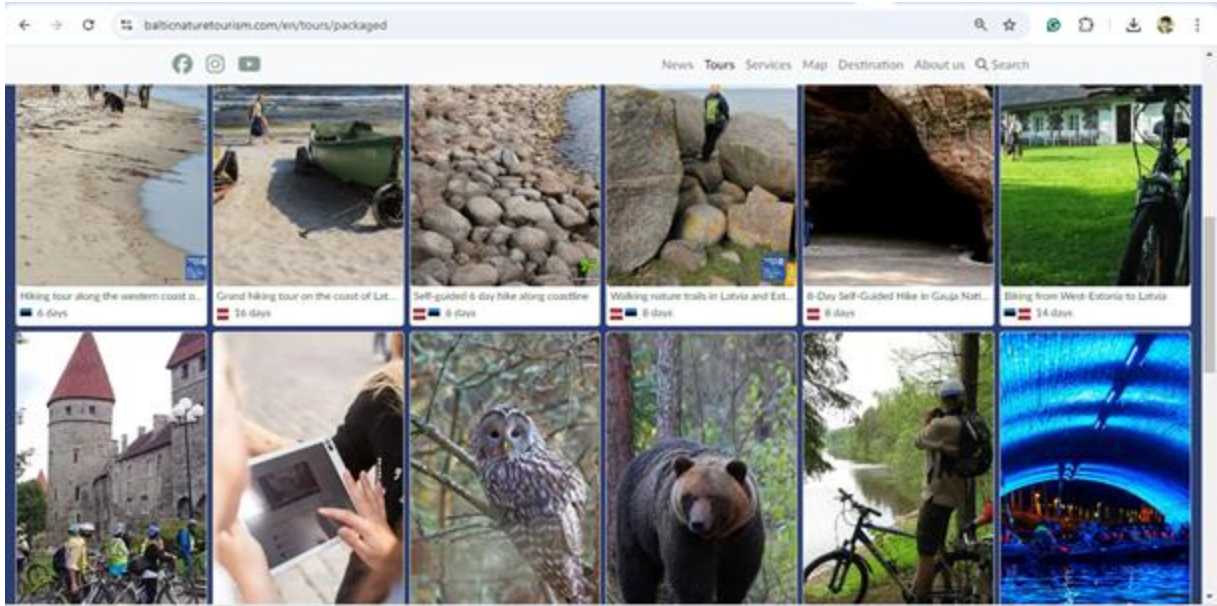 balticnaturetourism.com/en/tours/packaged
News Tours Services Map Destination About us Search
Hiking tour along the western coast o...
6 days
Grand hiking tour on the coast of Lat...
16 days
Self-guided 6 day hike along coastline
6 days
Walking nature trails in Latvia and Est...
8 days
8-Day Self-Guided Hike in Gauja Nati...
8 days
Biking from West-Estonia to Latvia
14 days